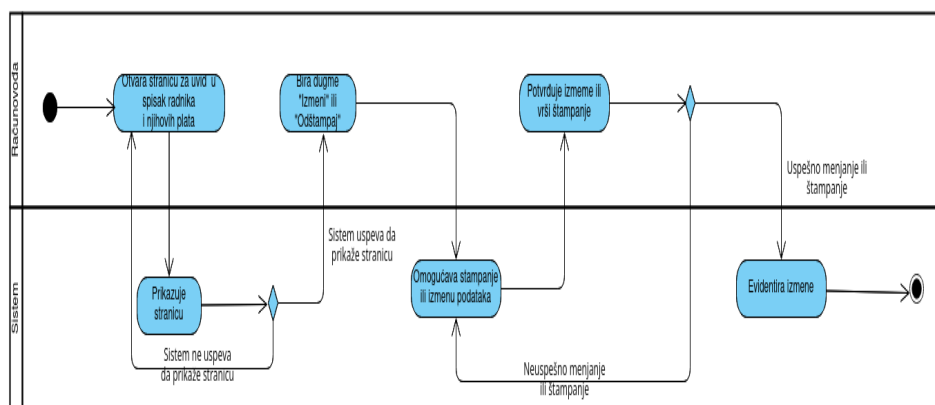 Računovođa
Otvara stranicu za uvid u
spisak radnika
i njihovih plata
Bira dugme
"Izmeni" ili
"Odštampaj"
Potvrđuje izmeme ili
vrši štampanje
Uspešno menjanje ili
štampanje
Sistem
Prikazuje
stranicu
Sistem uspeva da
prikaže stranicu
Sistem ne uspeva
da prikaže stranicu
Omogućava stampanje
ili izmenu podataka
Neuspešno menjanje
ili štampanje
Evidentira izmene